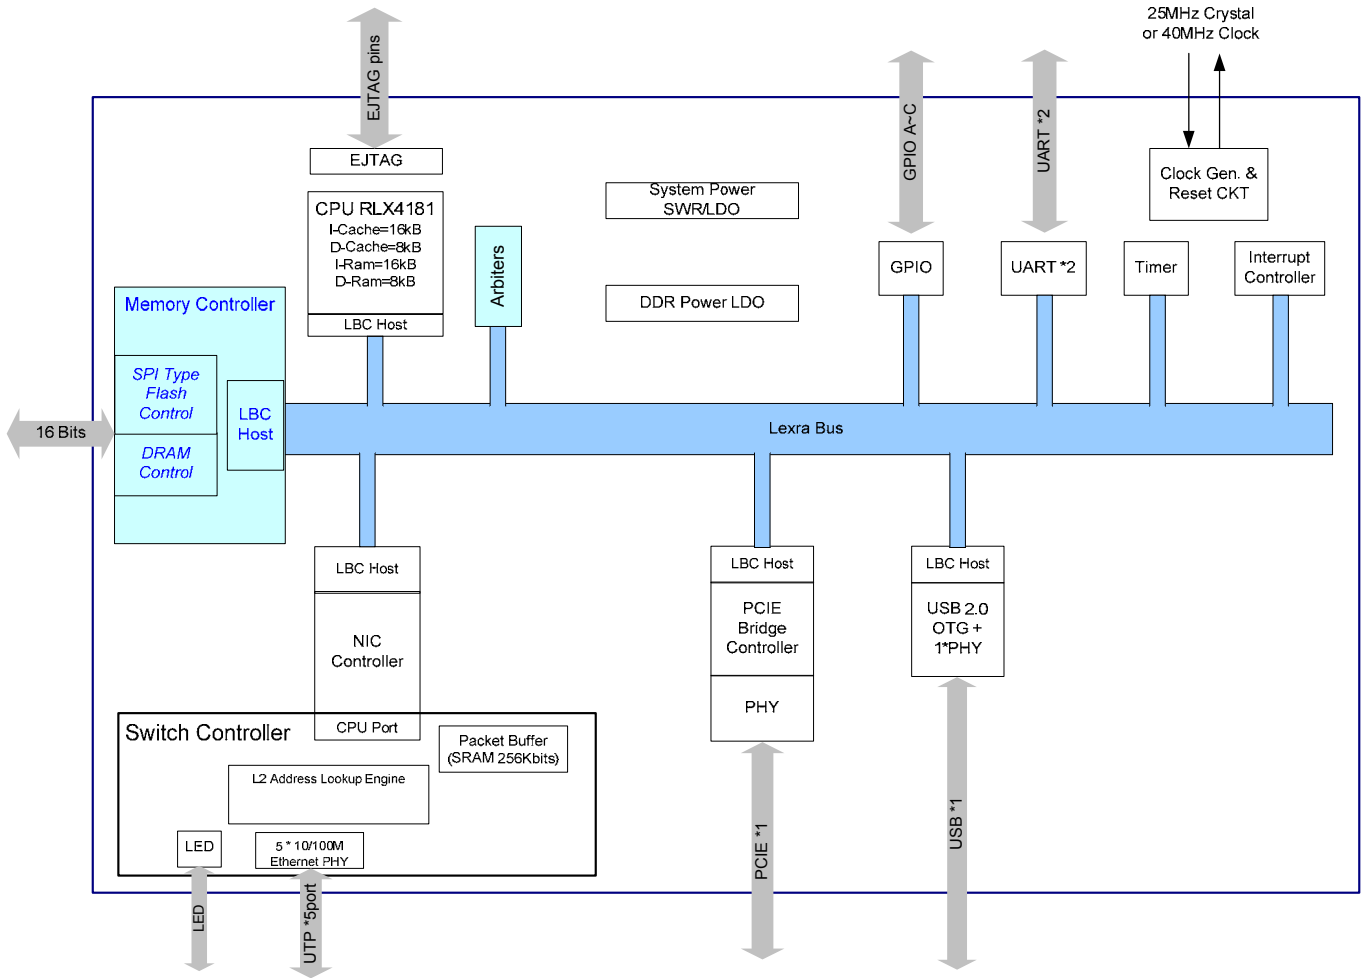 25MHz Crystal
or 40MHz Clock
EJTAG pins
GPIO A~C
UART *2
EJTAG
Clock Gen. &
Reset CKT
CPU RLX4181
I-Cache=16kB
D-Cache=8kB
I-Ram=16kB
D-Ram=8kB
LBC Host
System Power
SWR/LDO
Arbiters
DDR Power LDO
GPIO
UART *2
Timer
Interrupt
Controller
Memory Controller
SPI Type
Flash
Control
DRAM
Control
LBC
Host
16 Bits
Lexra Bus
LBC Host
NIC
Controller
CPU Port
LBC Host
PCIE
Bridge
Controller
PHY
LBC Host
USB 2.0
OTG +
1*PHY
Switch Controller
Packet Buffer
(SRAM 256Kbits)
L2 Address Lookup Engine
LED
5 * 10/100M
Ethernet PHY
LED
UTP *5port
PCIE *1
USB *1